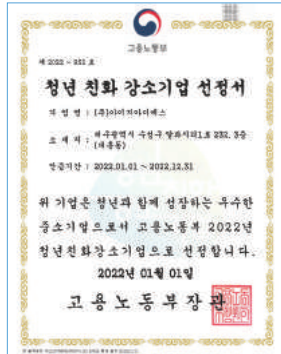 고용노동부
제 2022 - 051 호
청년 친화 강소기업 선정서
기 업 명 : (주)아이지아이에스
소 재 지 : 대구광역시 수성구 알파시티1로 232, 3층
(대흥동)
인증기간 : 2022.01.01 ~ 2022.12.31
위 기업은 청년과 함께 성장하는 우수한
중소기업으로서 고용노동부 2022년
청년친화강소기업으로 선정합니다.
2022년 01월 01일
고 용 노 동 부 장 관